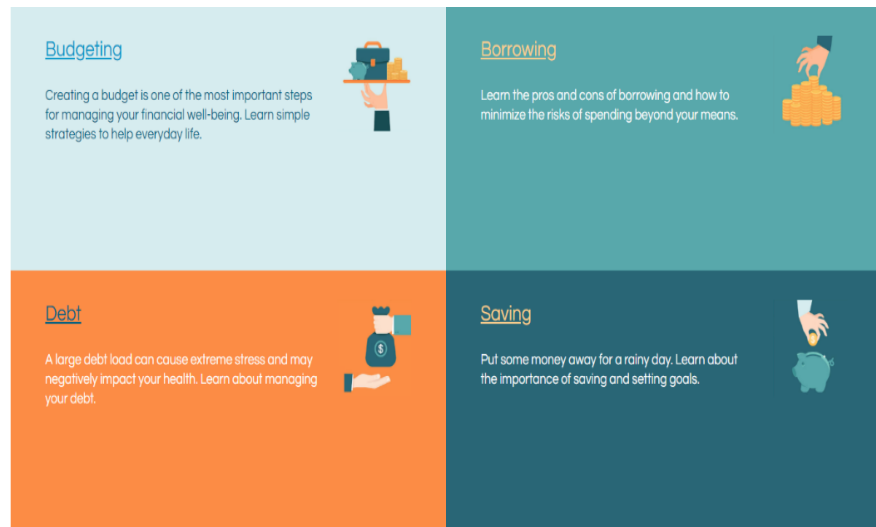 Budgeting
Creating a budget is one of the most important steps
for managing your financial well-being. Learn simple
strategies to help everyday life.
Borrowing
Learn the pros and cons of borrowing and how to
minimize the risks of spending beyond your means.
Debt
A large debt load can cause extreme stress and may
negatively impact your health. Learn about managing
your debt.
$
Saving
Put some money away for a rainy day. Learn about
the importance of saving and setting goals.